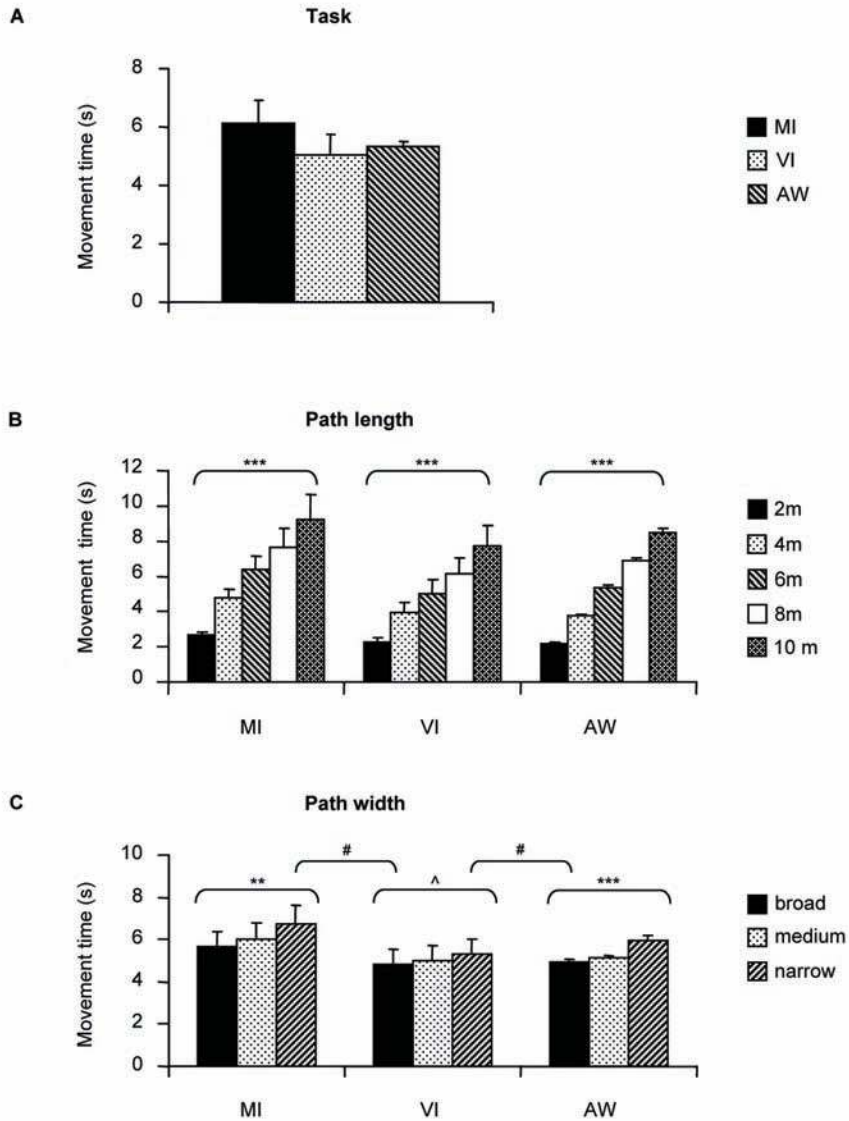 A
Task
Movement time (s)
8
6
4
2
0
MI
VI
AW
B
Path length
Movement time (s)
12
10
8
6
4
2
0
*** *** ***
MI VI AW
2m
4m
6m
8m
10 m
C
Path width
Movement time (s)
10
8
6
4
2
0
# #
** ^ ***
MI VI AW
broad
medium
narrow